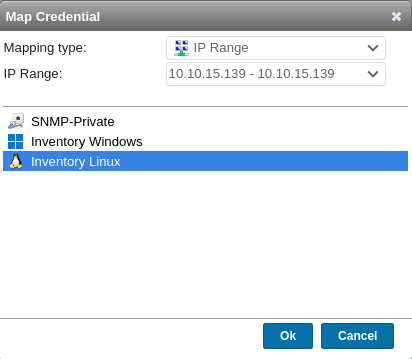 Map Credential
Mapping type: IP Range
IP Range: 10.10.15.139 - 10.10.15.139
SNMP-Private
Inventory Windows
Inventory Linux
Ok Cancel